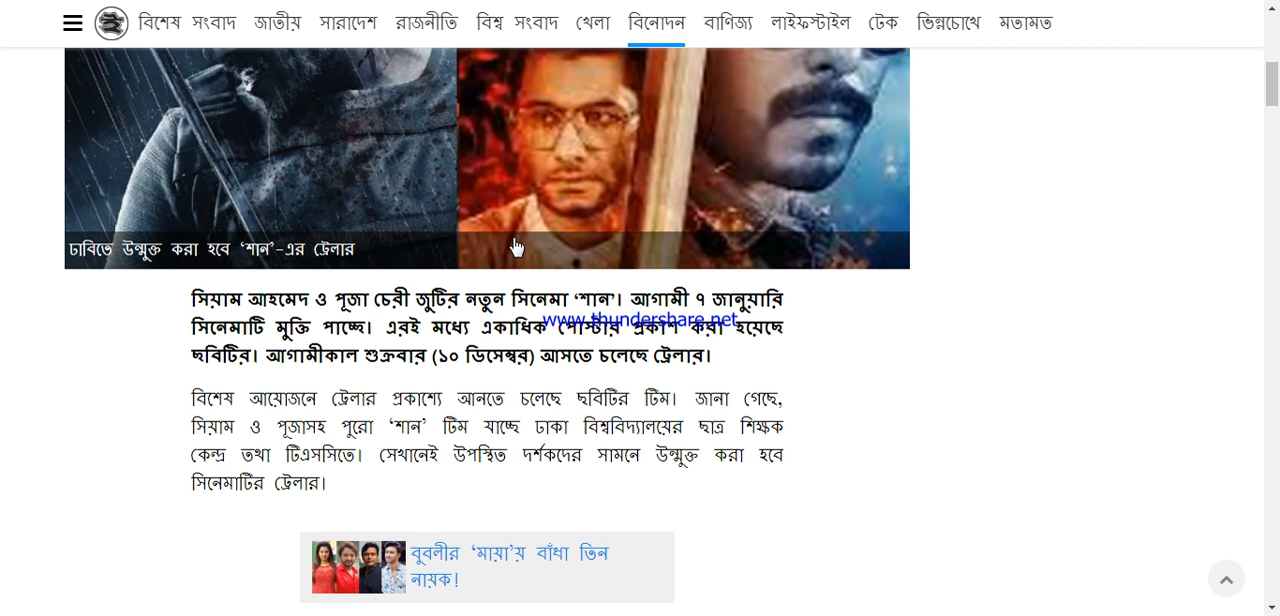 বিশেষ সংবাদ জাতীয় সারাদেশ রাজনীতি বিশ্ব সংবাদ খেলা বিনোদন বাণিজ্য লাইফস্টাইল টেক ভিন্নচোখে মতামত
ঢাবিতে উন্মুক্ত করা হবে ‘শান’-এর ট্রেলার
সিয়াম আহমেদ ও পূজা চেরী জুটির নতুন সিনেমা ‘শান’। আগামী ৭ জানুয়ারি
সিনেমাটি মুক্তি পাচ্ছে। এরই মধ্যে একাধিক পোস্টার প্রকাশ করা হয়েছে
www.thundershare.net
ছবিটির। আগামীকাল শুক্রবার (১০ ডিসেম্বর) আসতে চলেছে ট্রেলার।
বিশেষ আয়োজনে ট্রেলার প্রকাশ্যে আনতে চলেছে ছবিটির টিম। জানা গেছে,
সিয়াম ও পূজাসহ পুরো ‘শান’ টিম যাচ্ছে ঢাকা বিশ্ববিদ্যালয়ের ছাত্র শিক্ষক
কেন্দ্র তথা টিএসসিতে। সেখানেই উপস্থিত দর্শকদের সামনে উন্মুক্ত করা হবে
সিনেমাটির ট্রেলার।
বুবলীর ‘মায়া’য় বাঁধা তিন
নায়ক!